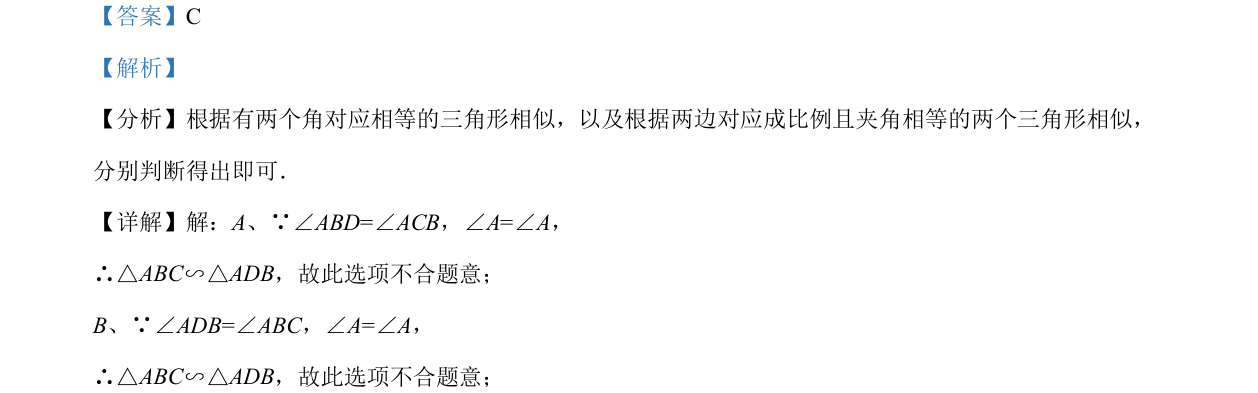 【答案】C
【解析】
【分析】根据有两个角对应相等的三角形相似，以及根据两边对应成比例且夹角相等的两个三角形相似，
分别判断得出即可．
【详解】解：A、∵∠ABD=∠ACB，∠A=∠A，
∴△ABC∽△ADB，故此选项不合题意；
B、∵∠ADB=∠ABC，∠A=∠A，
∴△ABC∽△ADB，故此选项不合题意；